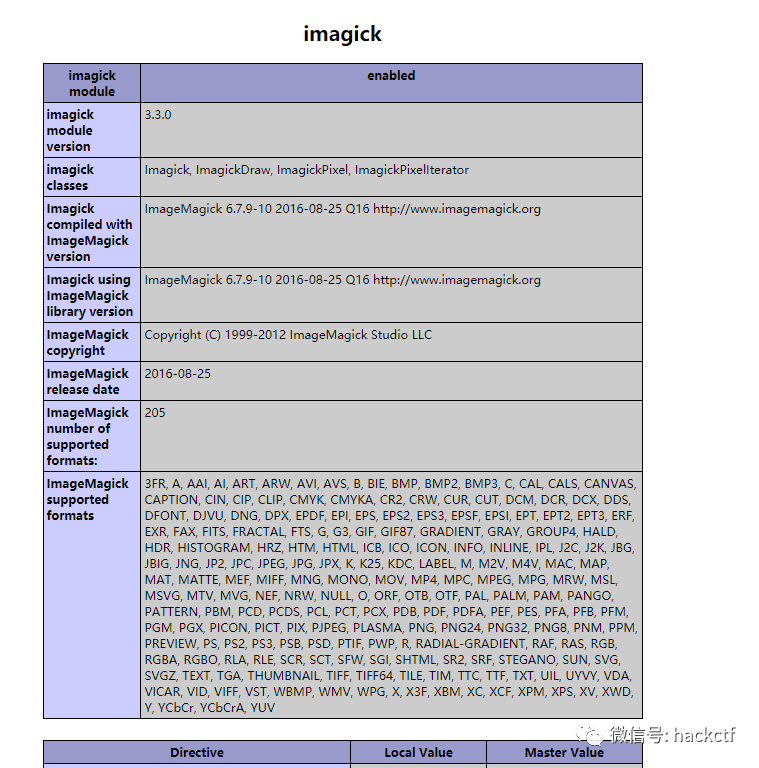 imagick
imagick
module
enabled
imagick
module
version
3.3.0
imagick
classes
Imagick, ImagickDraw, ImagickPixel, ImagickPixelIterator
Imagick
compiled with
ImageMagick
version
ImageMagick 6.7.9-10 2016-08-25 Q16 http://www.imagemagick.org
Imagick using
ImageMagick
library version
ImageMagick 6.7.9-10 2016-08-25 Q16 http://www.imagemagick.org
ImageMagick
copyright
Copyright (C) 1999-2012 ImageMagick Studio LLC
ImageMagick
release date
2016-08-25
ImageMagick
number of
supported
formats:
205
ImageMagick
supported
formats
3FR, A, AAI, AI, ART, ARW, AVI, AVS, B, BIE, BMP, BMP2, BMP3, C, CAL, CALS, CANVAS,
CAPTION, CIN, CIP, CLIP, CMYK, CMYKA, CR2, CRW, CUR, CUT, DCM, DCR, DCX, DDS,
DFONT, DJVU, DNG, DPX, EPDF, EPI, EPS, EPS2, EPS3, EPSF, EPSI, EPT, EPT2, EPT3, ERF,
EXR, FAX, FITS, FRACTAL, FTS, G, G3, GIF, GIF87, GRADIENT, GRAY, GROUP4, HALD,
HDR, HISTOGRAM, HRZ, HTM, HTML, ICB, ICO, ICON, INFO, INLINE, IPL, J2C, J2K, JBG,
JBIG, JNG, JP2, JPC, JPEG, JPG, JPX, K, K25, KDC, LABEL, M, M2V, M4V, MAC, MAP,
MAT, MATTE, MEF, MIFF, MNG, MONO, MOV, MP4, MPC, MPEG, MPG, MRW, MSL,
MSVG, MTV, MVG, NEF, NRW, NULL, O, ORF, OTB, OTF, PAL, PALM, PAM, PANGO,
PATTERN, PBM, PCD, PCDS, PCL, PCT, PCX, PDB, PDF, PDFA, PEF, PES, PFA, PFB, PFM,
PGM, PGX, PICON, PICT, PIX, PJPEG, PLASMA, PNG, PNG24, PNG32, PNG8, PNM, PPM,
PREVIEW, PS, PS2, PS3, PSB, PSD, PTIF, PWP, R, RADIAL-GRADIENT, RAF, RAS, RGB,
RGBA, RGBO, RLA, RLE, SCR, SCT, SFW, SGI, SHTML, SR2, SRF, STEGANO, SUN, SVG,
SVGZ, TEXT, TGA, THUMBNAIL, TIFF, TIFF64, TILE, TIM, TTC, TTF, TXT, UIL, UYVY, VDA,
VICAR, VID, VIFF, VST, WBMP, WMV, WPG, X, X3F, XBM, XC, XCF, XPM, XPS, XV, XWD,
Y, YCbCr, YCbCrA, YUV
微信号: hackctf
Directive
Local Value
Master Value